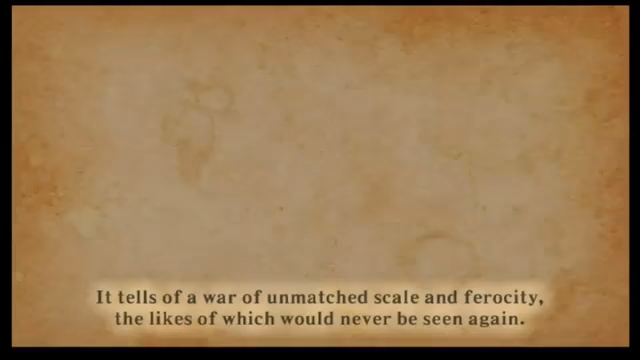 It tells of a war of unmatched scale and ferocity,
the likes of which would never be seen again.